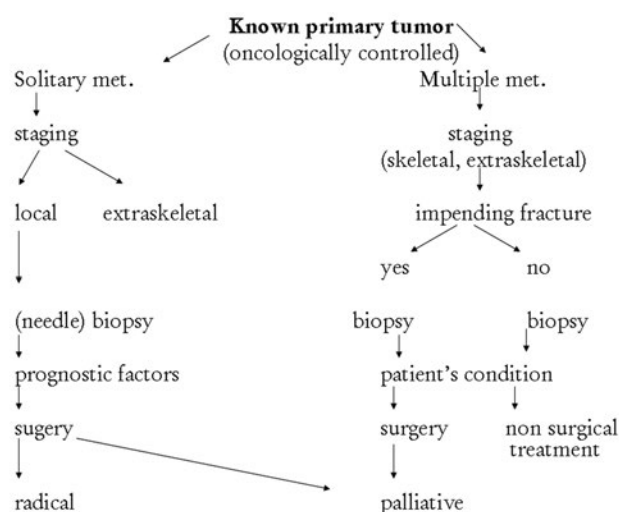 Known primary tumor
(oncologically controlled)
Solitary met.
Multiple met.
staging
staging
(skeletal, extraskeletal)
local
extraskeletal
impending fracture
yes
no
(needle) biopsy
biopsy
biopsy
prognostic factors
patient's condition
sugery
surgery
non surgical
treatment
radical
palliative